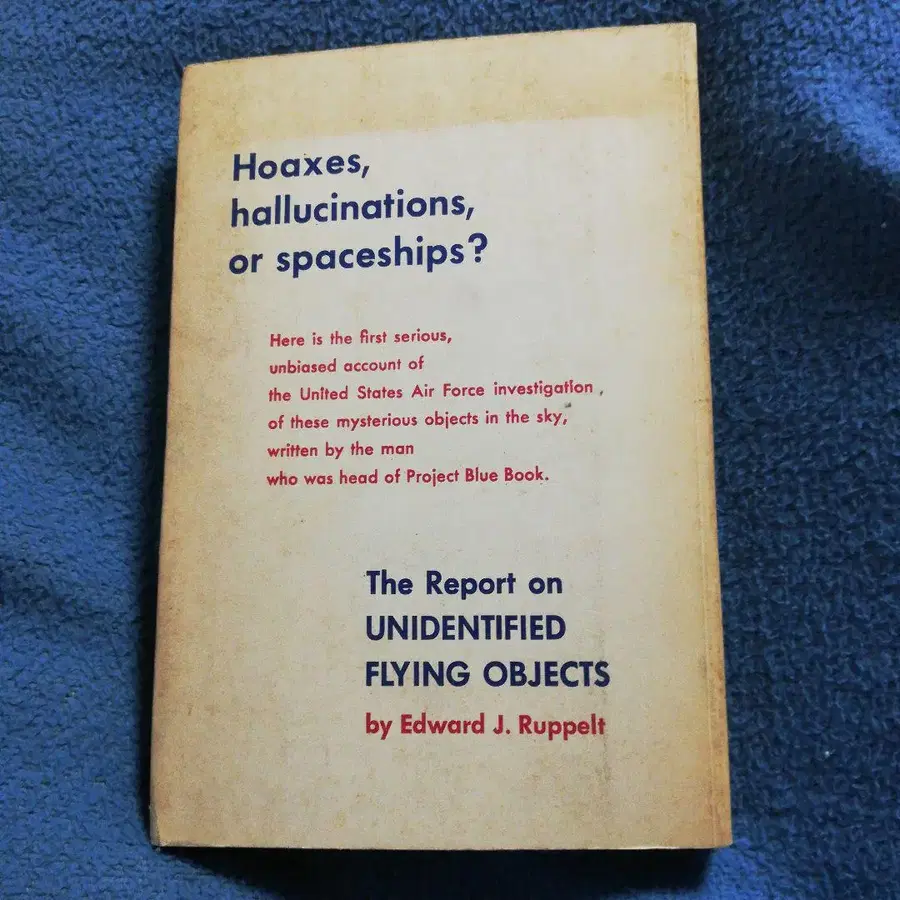 Hoaxes,
hallucinations,
or spaceships?
Here is the first serious,
unbiased account of
the United States Air Force investigation
of these mysterious objects in the sky,
written by the man
who was head of Project Blue Book.
The Report on
UNIDENTIFIED
FLYING OBJECTS
by Edward J. Ruppelt